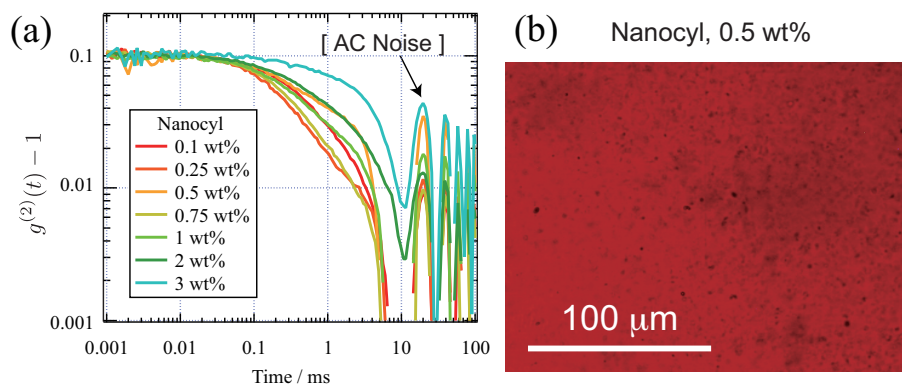 (a)
[ AC Noise ]
0.1
0.01
0.001
g⁽²⁾(t) − 1
Nanocyl
0.1 wt%
0.25 wt%
0.5 wt%
0.75 wt%
1 wt%
2 wt%
3 wt%
0.001 0.01 0.1 1 10 100
Time / ms
(b) Nanocyl, 0.5 wt%
100 μm